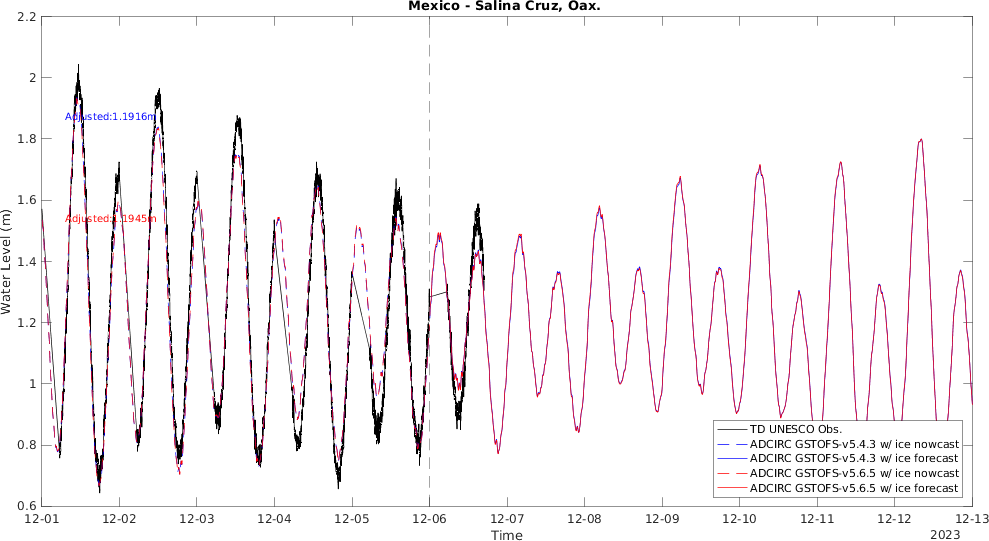 Mexico - Salina Cruz, Oax.
2.2
2
1.8
1.6
1.4
1.2
1
0.8
0.6
Water Level (m)
Adjusted:1.1916m
Adjusted:1.1945m
TD UNESCO Obs.
ADCIRC GSTOFS-v5.4.3 w/ ice nowcast
ADCIRC GSTOFS-v5.4.3 w/ ice forecast
ADCIRC GSTOFS-v5.6.5 w/ ice nowcast
ADCIRC GSTOFS-v5.6.5 w/ ice forecast
12-01 12-02 12-03 12-04 12-05 12-06 12-07 12-08 12-09 12-10 12-11 12-12 12-13
Time
2023